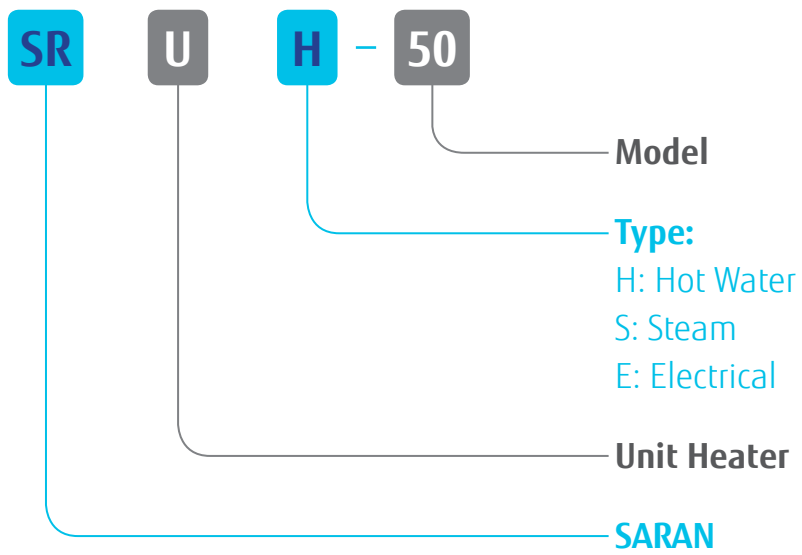 SR U H – 50
Model
Type:
H: Hot Water
S: Steam
E: Electrical
Unit Heater
SARAN